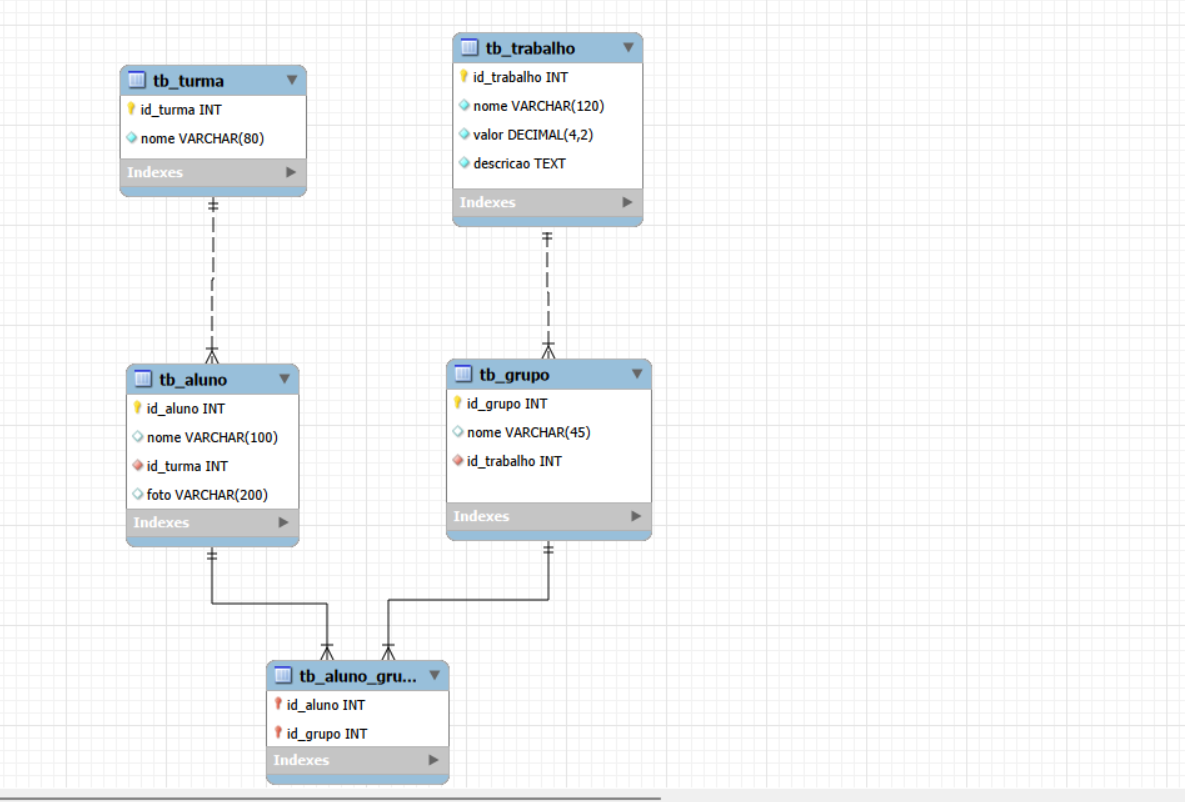 tb_turma
id_turma INT
nome VARCHAR(80)
Indexes
tb_trabalho
id_trabalho INT
nome VARCHAR(120)
valor DECIMAL(4,2)
descricao TEXT
Indexes
tb_aluno
id_aluno INT
nome VARCHAR(100)
id_turma INT
foto VARCHAR(200)
Indexes
tb_grupo
id_grupo INT
nome VARCHAR(45)
id_trabalho INT
Indexes
tb_aluno_gru...
id_aluno INT
id_grupo INT
Indexes